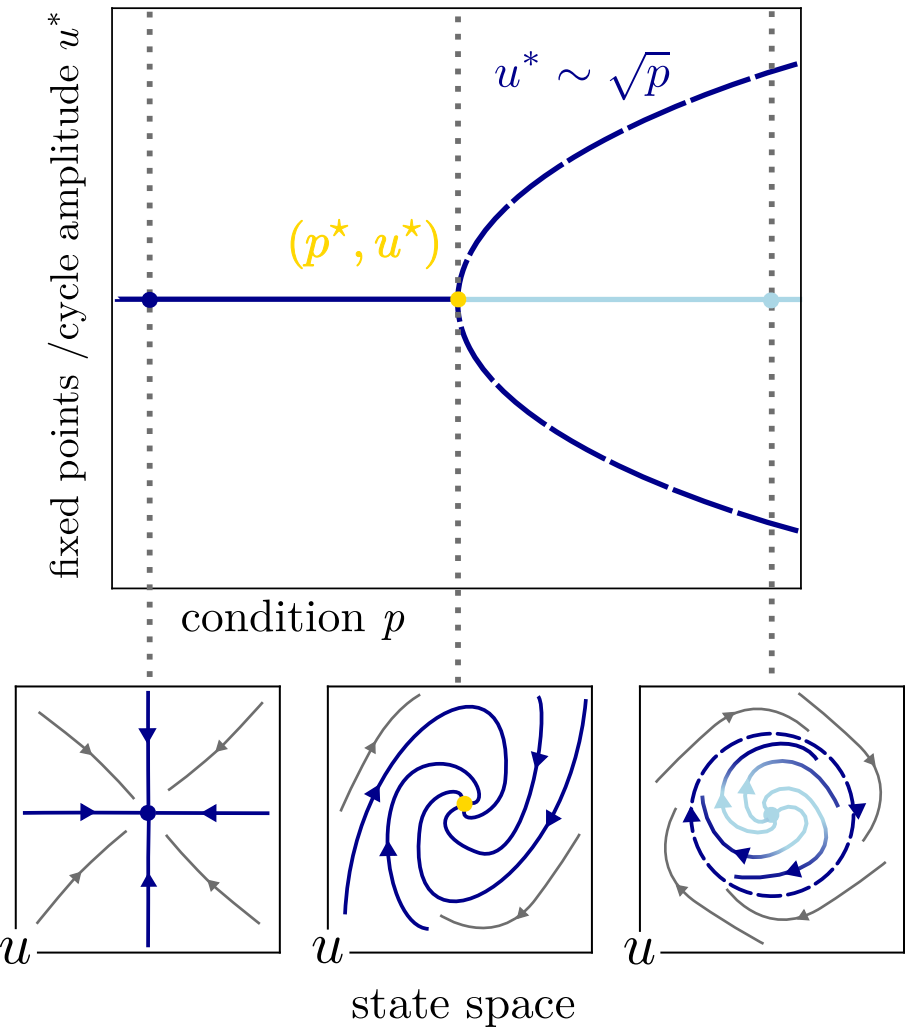 fixed points /cycle amplitude u*
u* ∼ √p
(p⋆, u⋆)
condition p
u
u
u
state space